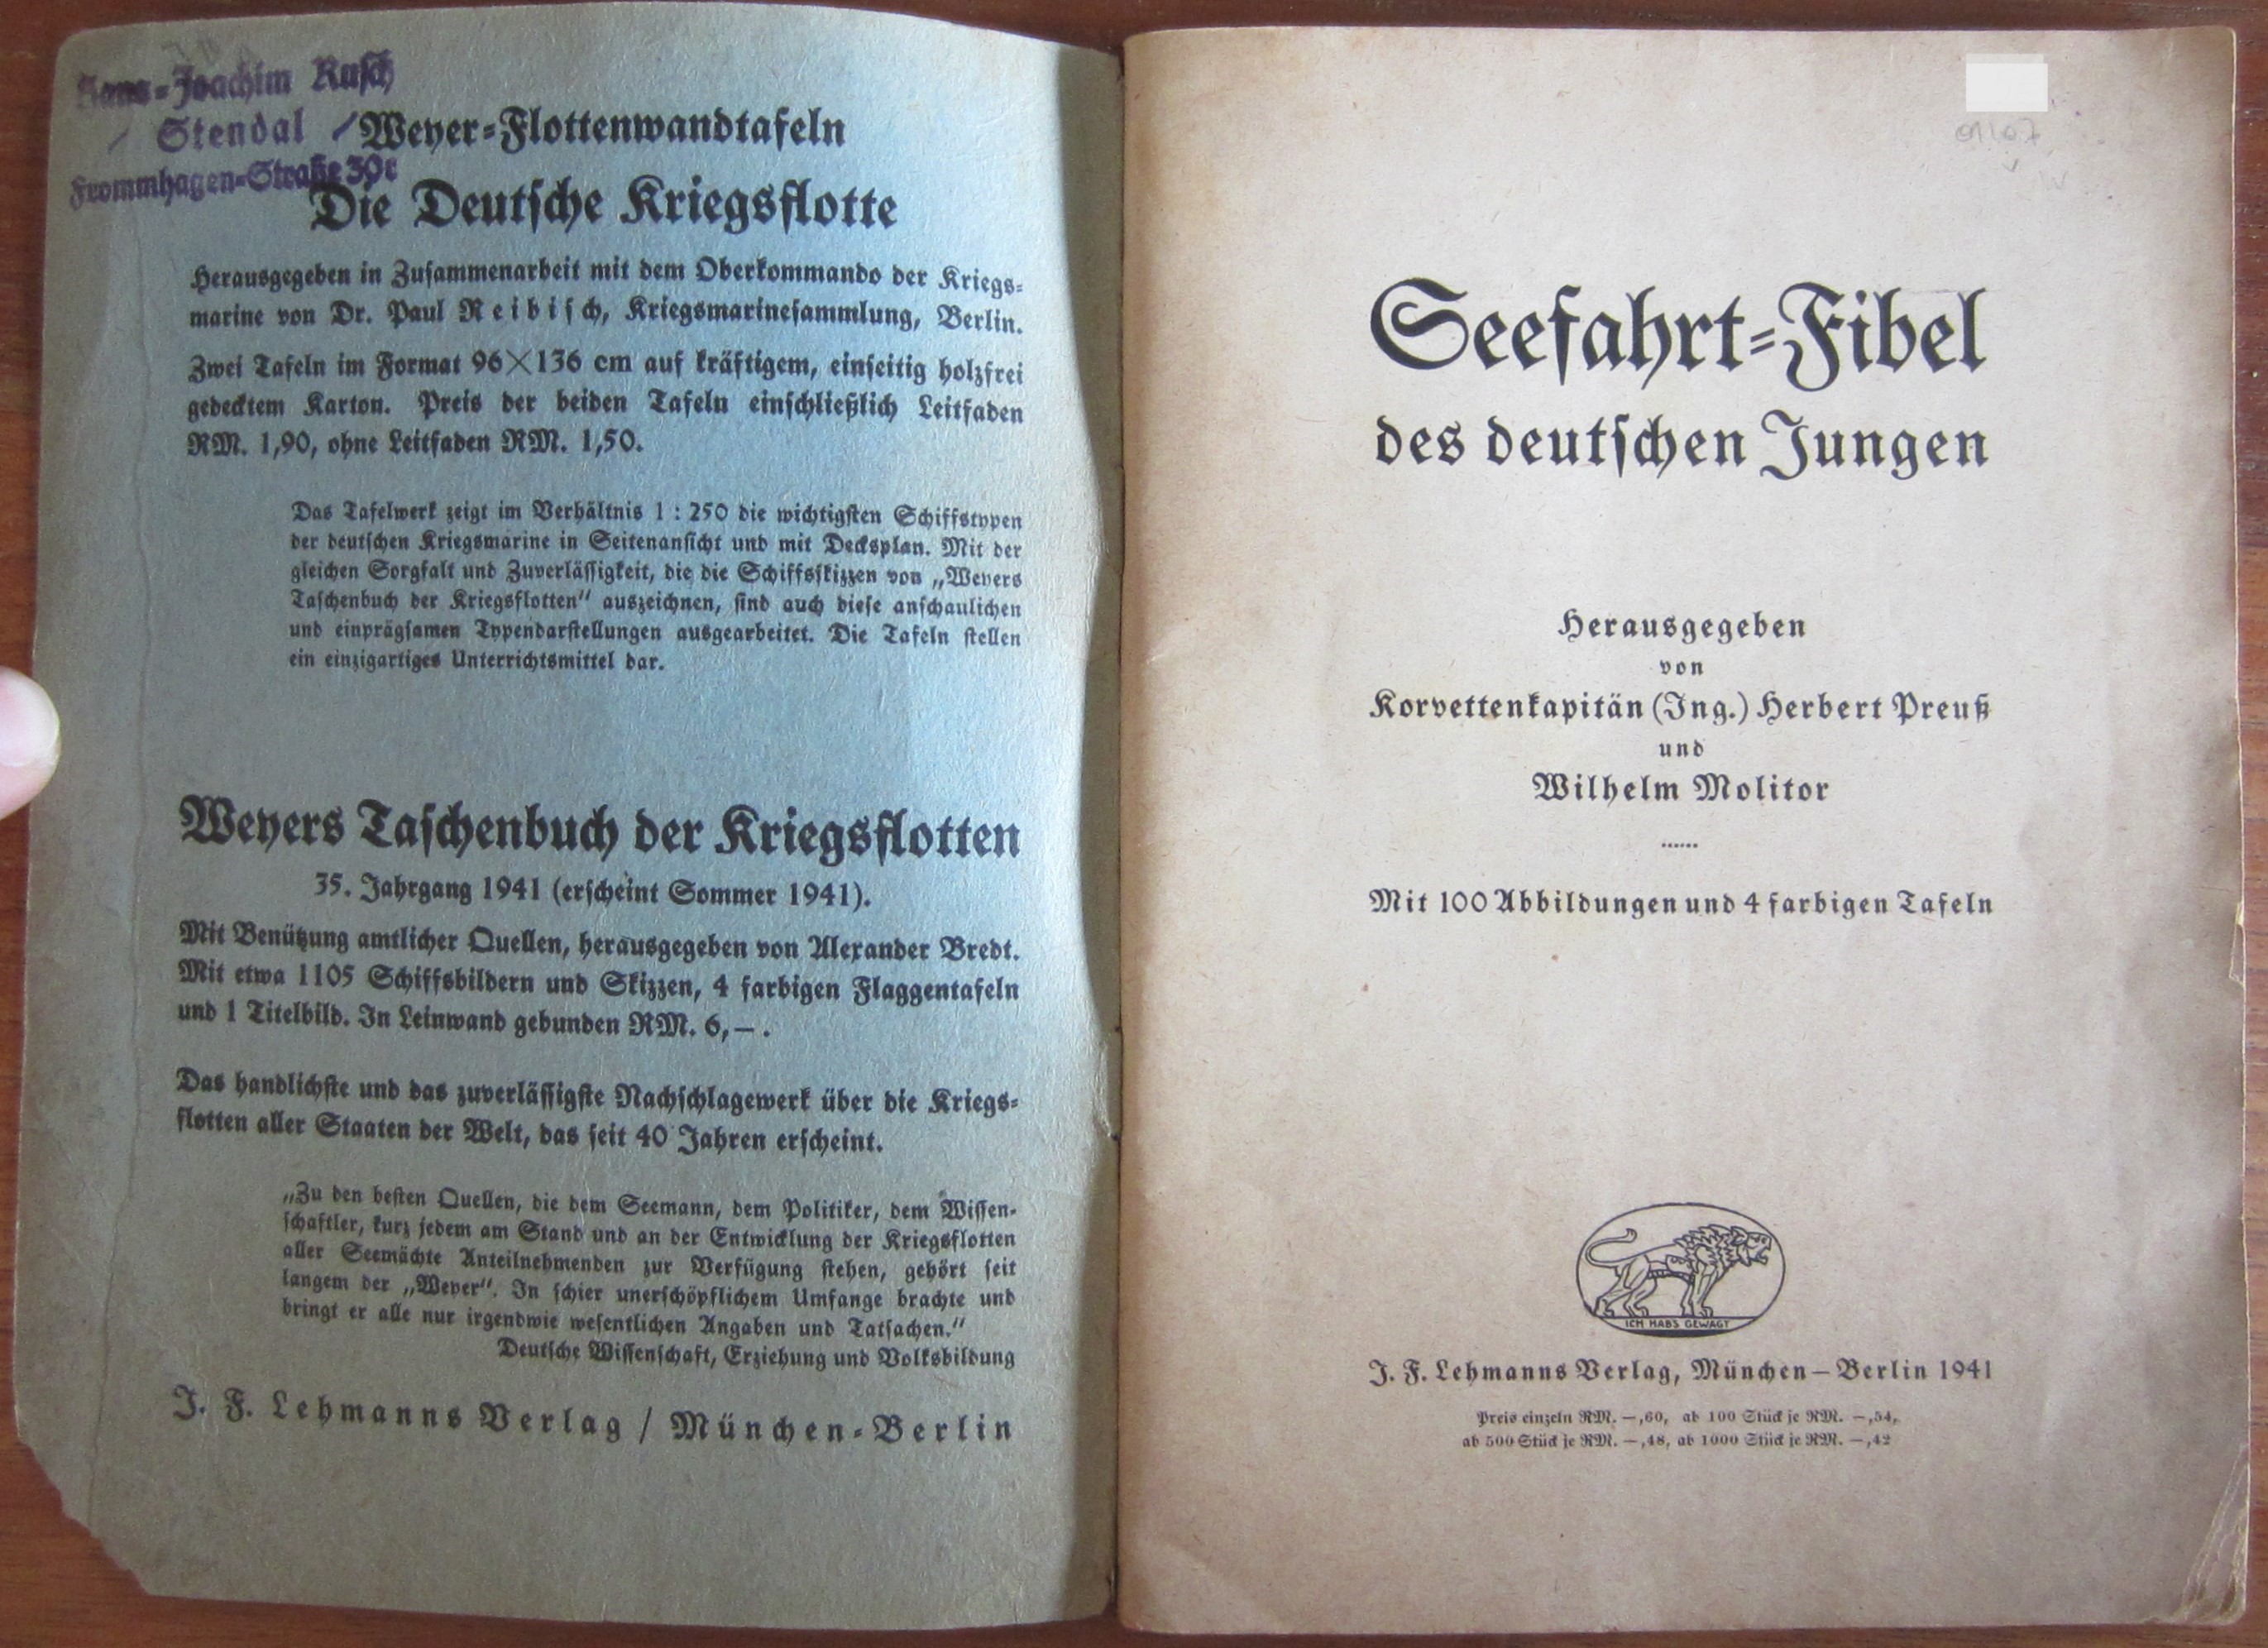 Hans-Joachim Rusch
Stendal
Frommhagen-Straße 30c
Weyer-Flottenwandtafeln
Die Deutsche Kriegsflotte
Herausgegeben in Zusammenarbeit mit dem Oberkommando der Kriegs-
marine von Dr. Paul Reibisch, Kriegsmarinesammlung, Berlin.
Zwei Tafeln im Format 96×136 cm auf kräftigem, einseitig holzfrei
gedecktem Karton. Preis der beiden Tafeln einschließlich Leitfaden
RM. 1,90, ohne Leitfaden RM. 1,50.
Das Tafelwerk zeigt im Verhältnis 1 : 250 die wichtigsten Schiffstypen
der deutschen Kriegsmarine in Seitenansicht und mit Decksplan. Mit der
gleichen Sorgfalt und Zuverlässigkeit, die die Schiffsskizzen von „Weyers
Taschenbuch der Kriegsflotten“ auszeichnen, sind auch diese anschaulichen
und einprägsamen Typendarstellungen ausgearbeitet. Die Tafeln stellen
ein einzigartiges Unterrichtsmittel dar.
Weyers Taschenbuch der Kriegsflotten
35. Jahrgang 1941 (erscheint Sommer 1941).
Mit Benützung amtlicher Quellen, herausgegeben von Alexander Bredt.
Mit etwa 1105 Schiffsbildern und Skizzen, 4 farbigen Flaggentafeln
und 1 Titelbild. In Leinwand gebunden RM. 6,— .
Das handlichste und das zuverlässigste Nachschlagewerk über die Kriegs-
flotten aller Staaten der Welt, das seit 40 Jahren erscheint.
„Zu den besten Quellen, die dem Seemann, dem Politiker, dem Wissen-
schaftler, kurz jedem am Stand und an der Entwicklung der Kriegsflotten
aller Seemächte Anteilnehmenden zur Verfügung stehen, gehört seit
langem der „Weyer“. In schier unerschöpflichem Umfange brachte und
bringt er alle nur irgendwie wesentlichen Angaben und Tatsachen.“
Deutsche Wissenschaft, Erziehung und Volksbildung
J. F. Lehmanns Verlag / München-Berlin
Seefahrt-Fibel
des deutschen Jungen
Herausgegeben
von
Korvettenkapitän (Ing.) Herbert Preuß
und
Wilhelm Molitor
Mit 100 Abbildungen und 4 farbigen Tafeln
ICH HABS GEWAGT
J. F. Lehmanns Verlag, München — Berlin 1941
Preis einzeln RM. —,60, ab 100 Stück je RM. —,54,
ab 500 Stück je RM. —,48, ab 1000 Stück je RM. —,42